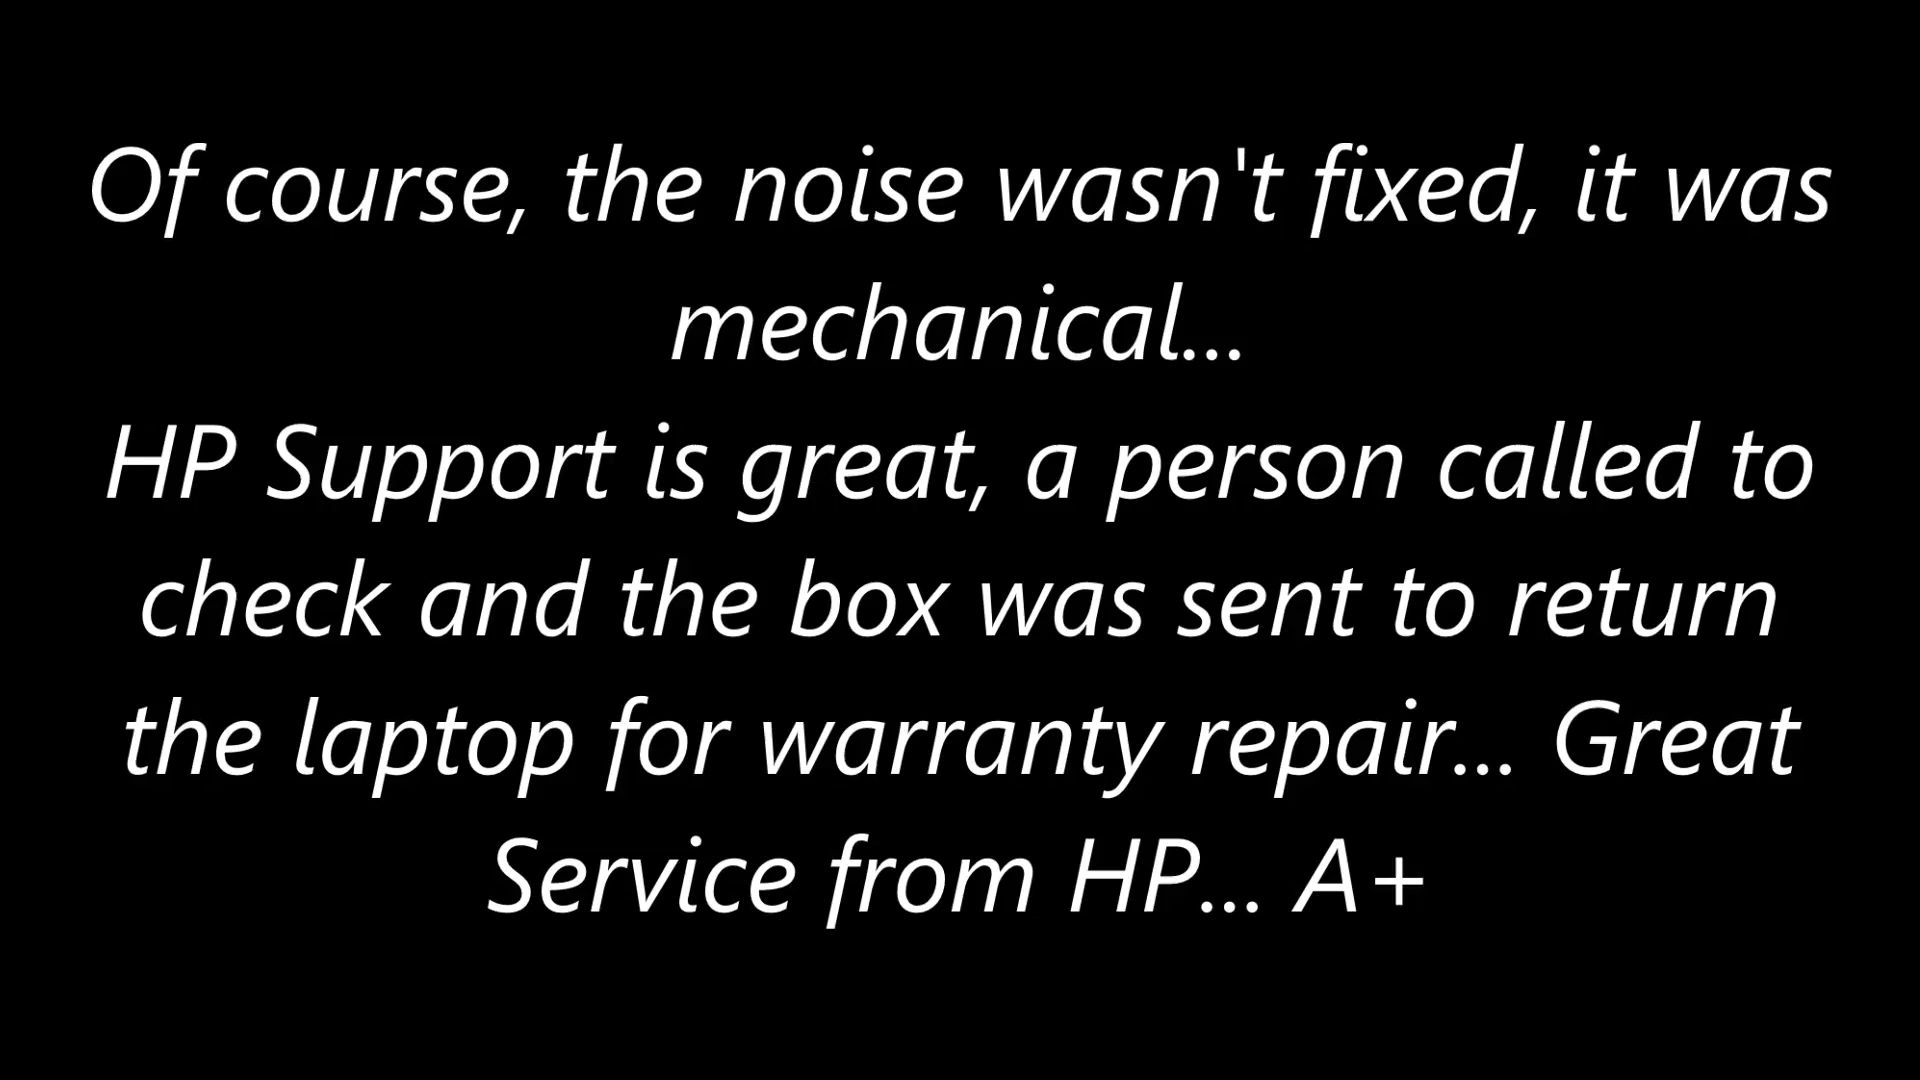 Of course, the noise wasn't fixed, it was
mechanical...
HP Support is great, a person called to
check and the box was sent to return
the laptop for warranty repair... Great
Service from HP... A+